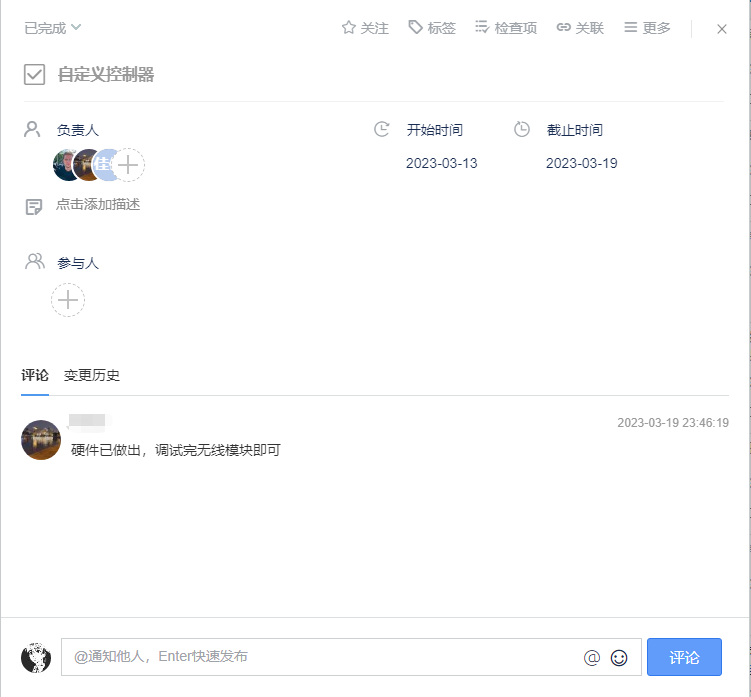 已完成 关注 标签 检查项 关联 更多
自定义控制器
负责人 开始时间 截止时间
2023-03-13 2023-03-19
点击添加描述
参与人
评论 变更历史
2023-03-19 23:46:19
硬件已做出，调试完无线模块即可
@通知他人，Enter快速发布 @ 评论